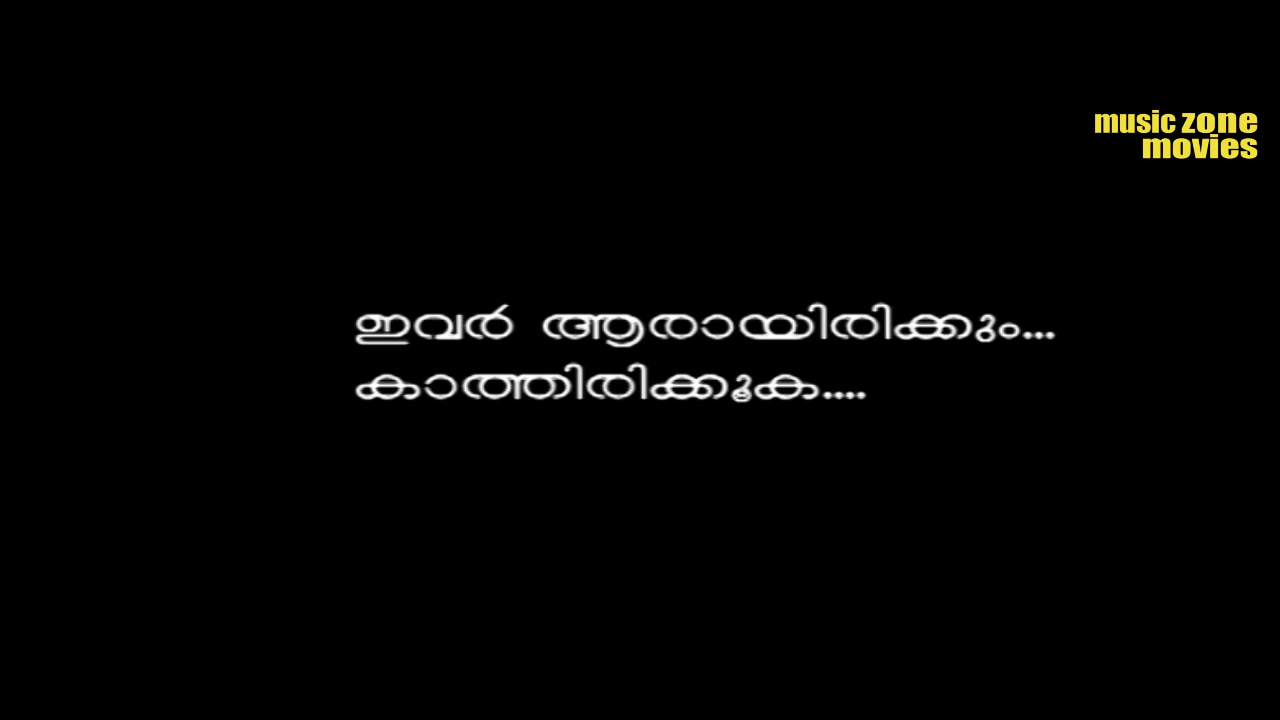 music zone
movies
ഇവർ ആരായിരിക്കും...
കാത്തിരിക്കൂക....